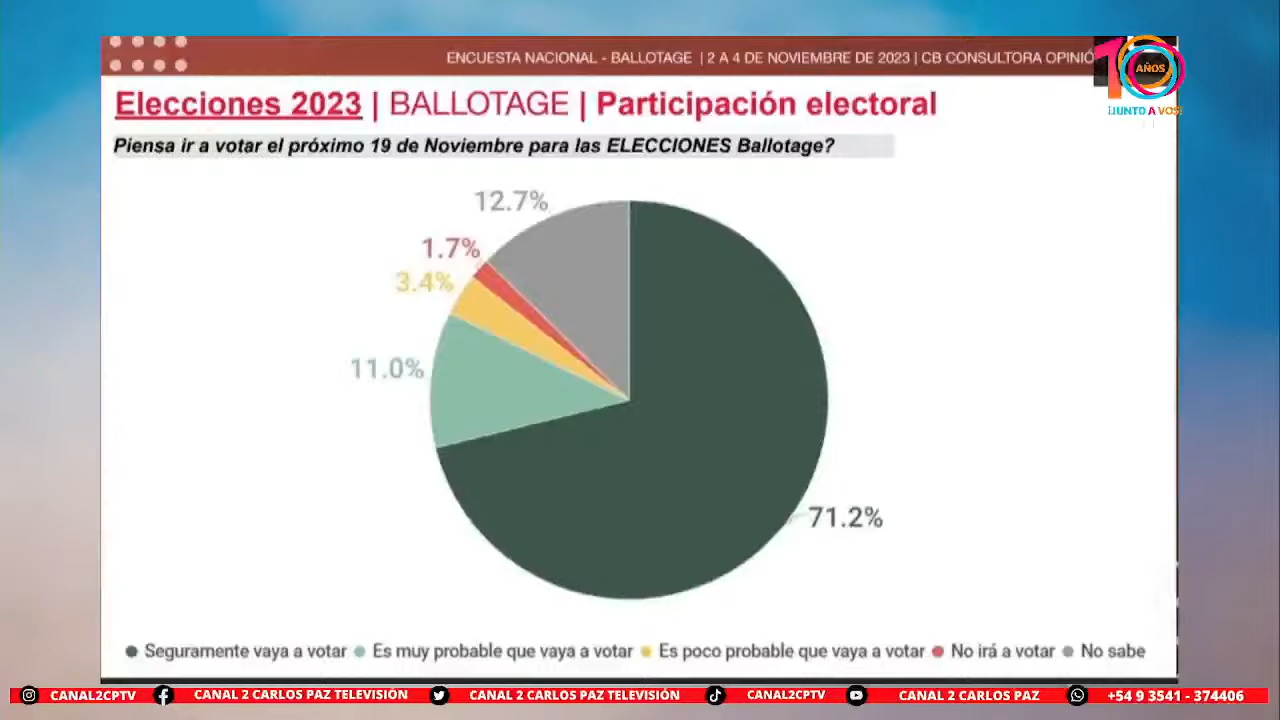 ENCUESTA NACIONAL - BALLOTAGE | 2 A 4 DE NOVIEMBRE DE 2023 | CB CONSULTORA OPINIÓ
10 AÑOS
¡JUNTO A VOS!
Elecciones 2023 | BALLOTAGE | Participación electoral
Piensa ir a votar el próximo 19 de Noviembre para las ELECCIONES Ballotage?
12.7%
1.7%
3.4%
11.0%
71.2%
Seguramente vaya a votar Es muy probable que vaya a votar Es poco probable que vaya a votar No irá a votar No sabe
CANAL2CPTV CANAL 2 CARLOS PAZ TELEVISIÓN CANAL 2 CARLOS PAZ TELEVISIÓN CANAL2CPTV CANAL 2 CARLOS PAZ +54 9 3541 - 374406